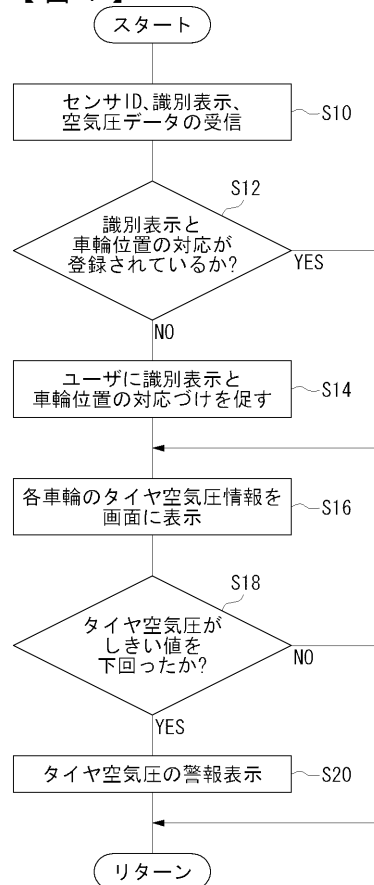 スタート
センサID、識別表示、
空気圧データの受信
S10
S12
識別表示と
車輪位置の対応が
登録されているか?
YES
NO
ユーザに識別表示と
車輪位置の対応づけを促す
S14
各車輪のタイヤ空気圧情報を
画面に表示
S16
S18
タイヤ空気圧が
しきい値を
下回ったか?
NO
YES
タイヤ空気圧の警報表示
S20
リターン